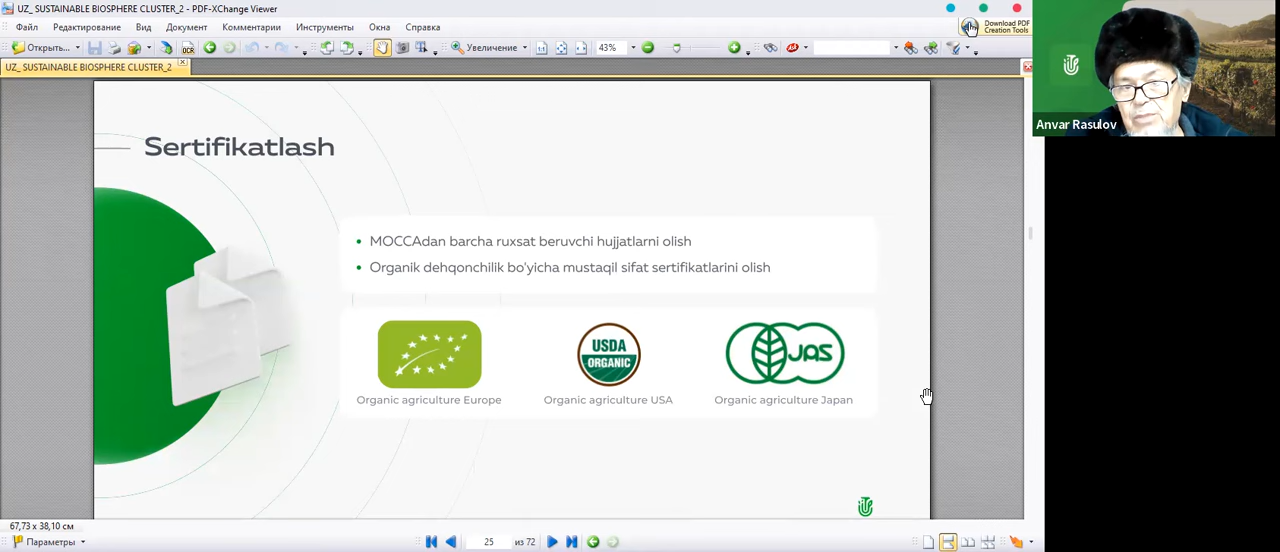 UZ_ SUSTAINABLE BIOSPHERE CLUSTER_2 - PDF-XChange Viewer
Файл Редактирование Вид Документ Комментарии Инструменты Окна Справка
Download PDF
Creation Tools
Открыть... OCR Увеличение 43%
UZ_ SUSTAINABLE BIOSPHERE CLUSTER_2
Anvar Rasulov
Sertifikatlash
• MOCCAdan barcha ruxsat beruvchi hujjatlarni olish
• Organik dehqonchilik bo'yicha mustaqil sifat sertifikatlarini olish
USDA
ORGANIC
JAS
Organic agriculture Europe Organic agriculture USA Organic agriculture Japan
67,73 x 38,10 см
Параметры 25 из 72